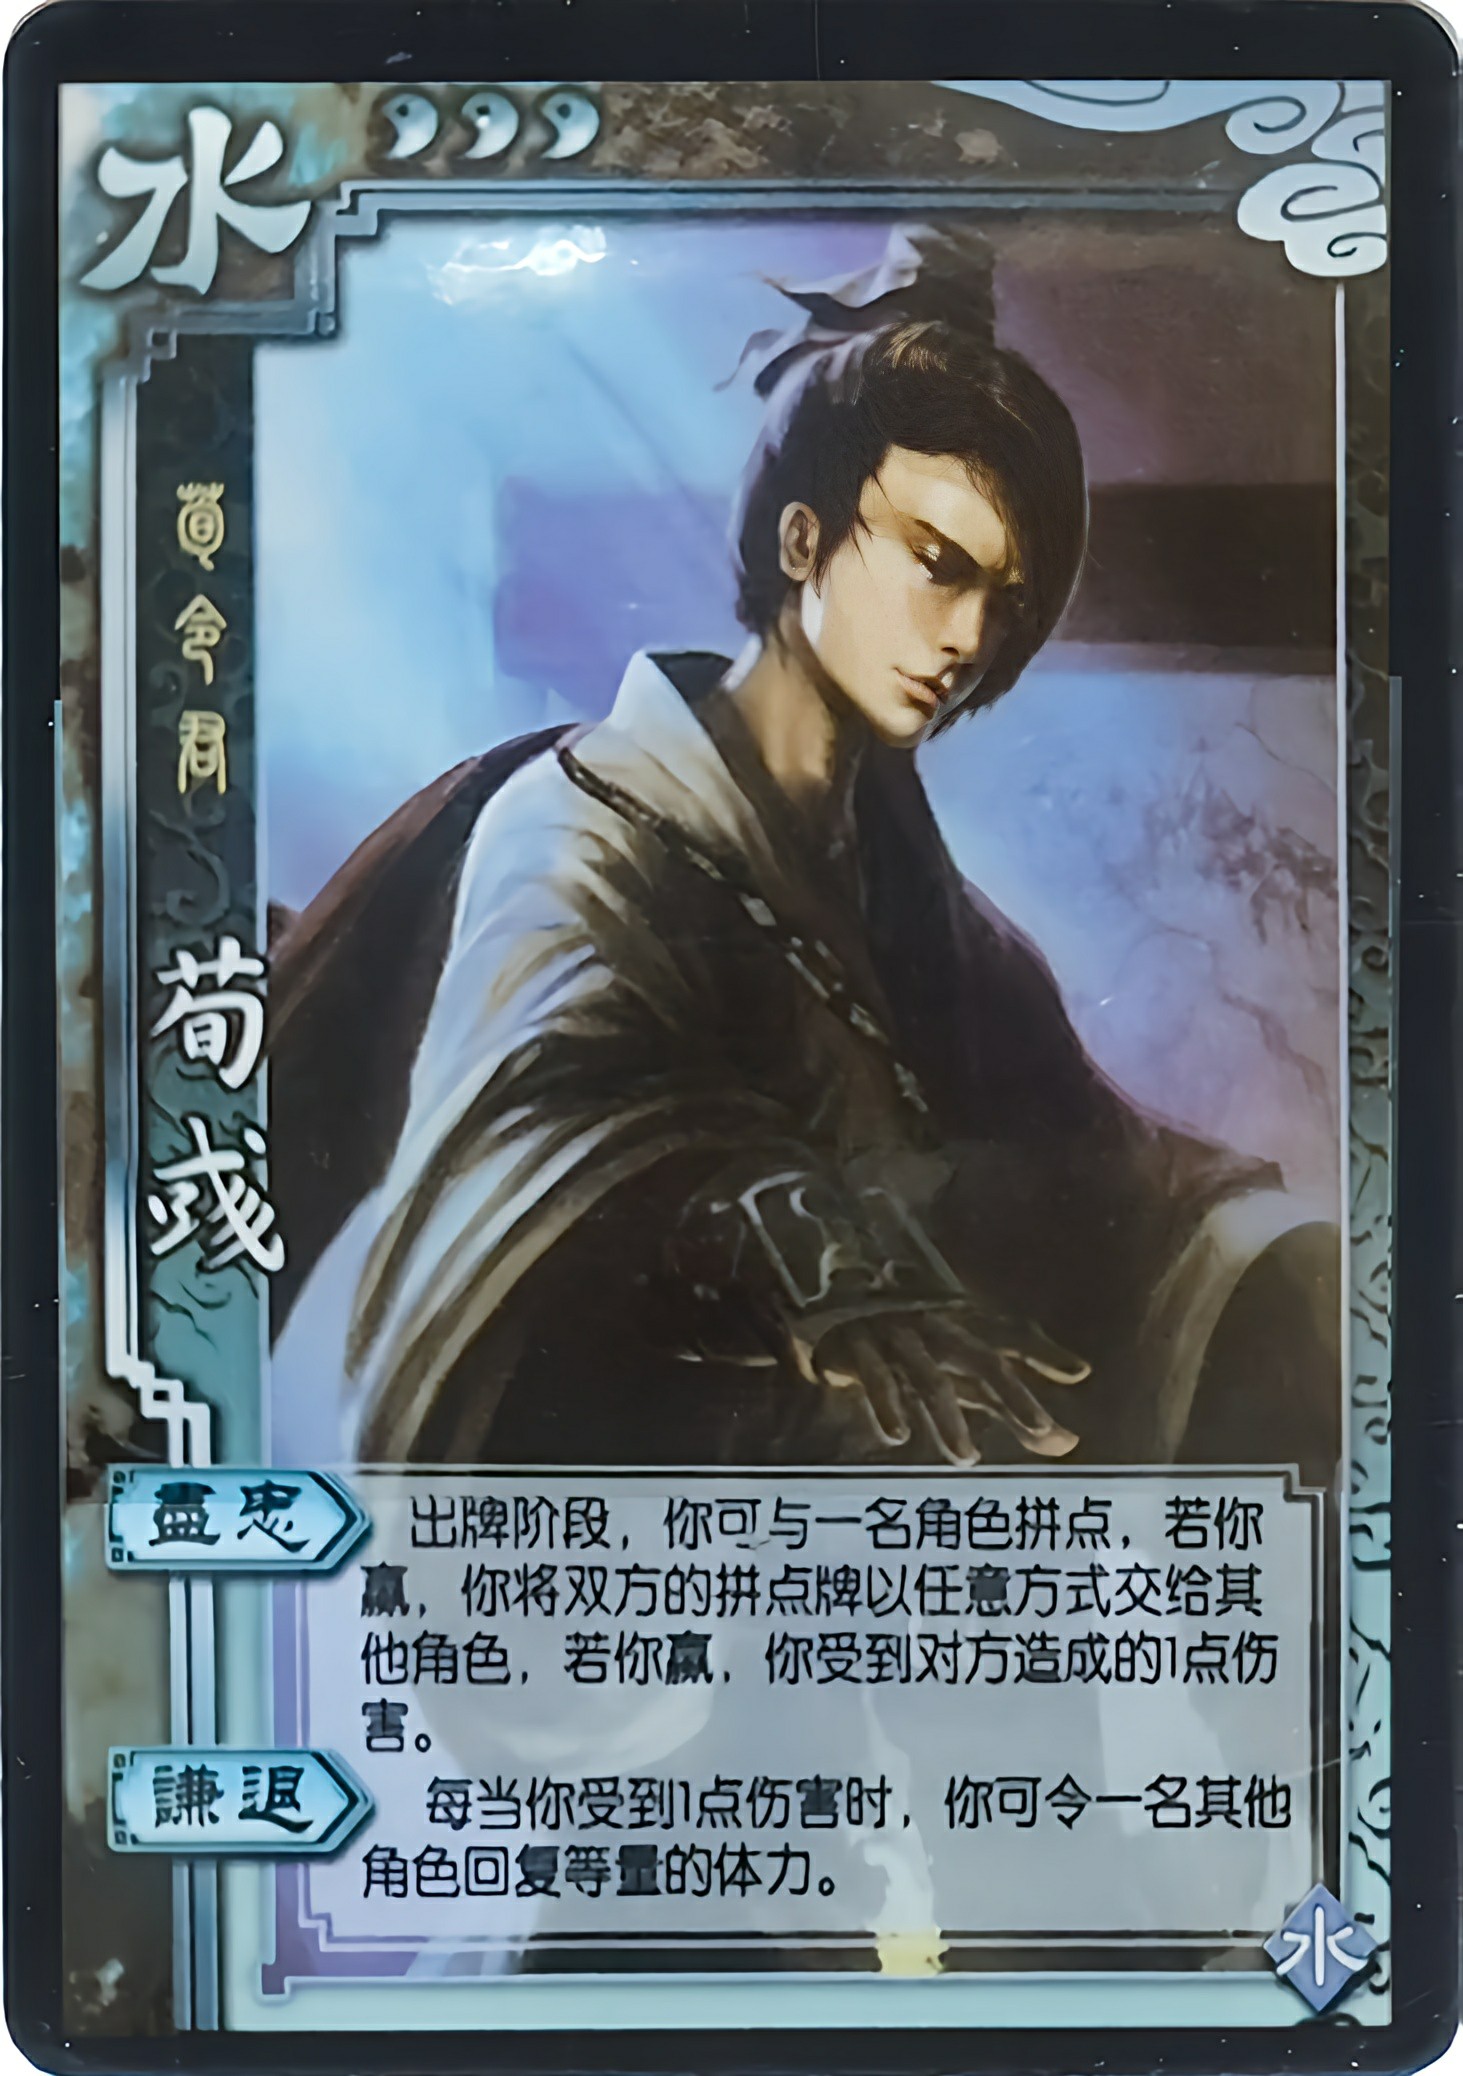 水
荀令君
荀彧
盡忠
出牌阶段，你可与一名角色拼点，若你
赢，你将双方的拼点牌以任意方式交给其
他角色，若你赢，你受到对方造成的1点伤
害。
謙退
每当你受到1点伤害时，你可令一名其他
角色回复等量的体力。
水